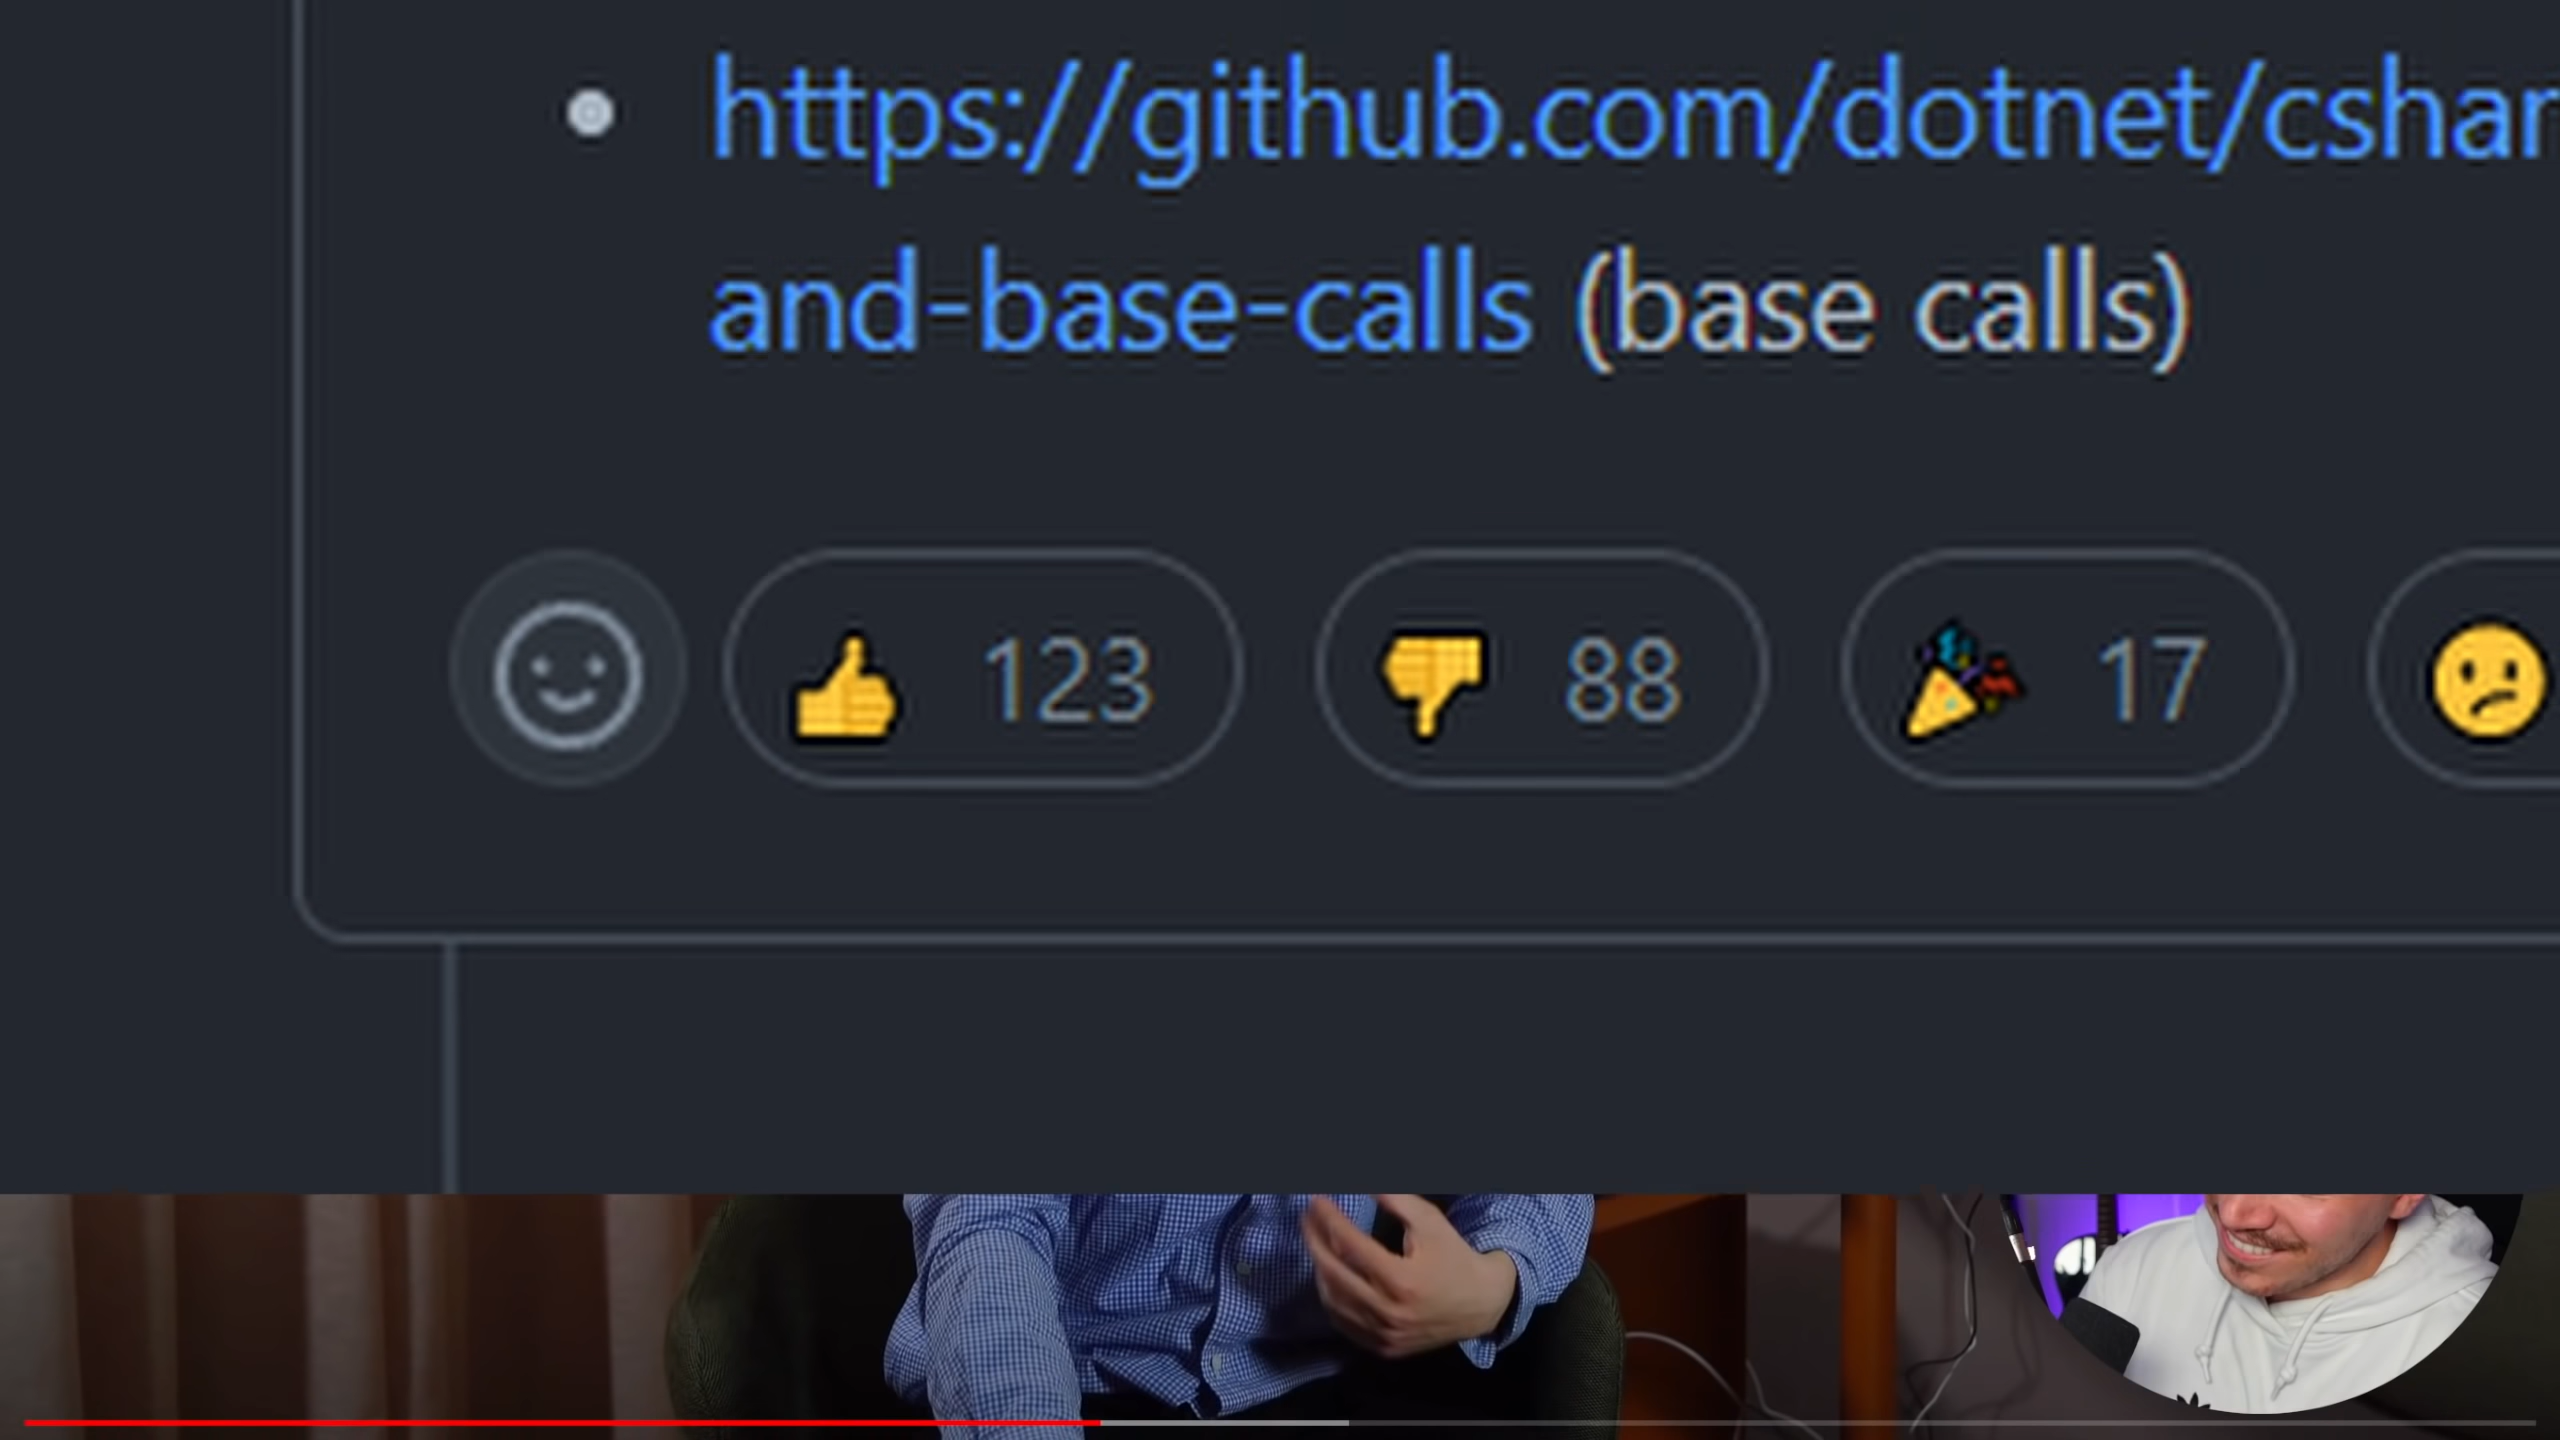 https://github.com/dotnet/cshar
and-base-calls (base calls)
123 88 17